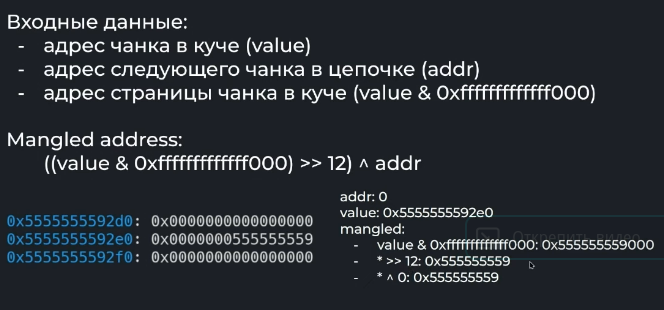 Входные данные:
- адрес чанка в куче (value)
- адрес следующего чанка в цепочке (addr)
- адрес страницы чанка в куче (value & 0xfffffffffffff000)
Mangled address:
((value & 0xfffffffffffff000) >> 12) ^ addr
0x5555555592d0: 0x0000000000000000
0x5555555592e0: 0x0000000555555559
0x5555555592f0: 0x0000000000000000
addr: 0
value: 0x5555555592e0
mangled:
- value & 0xfffffffffffff000: 0x555555559000
- * >> 12: 0x555555559
- * ^ 0: 0x555555559
Открепить видео